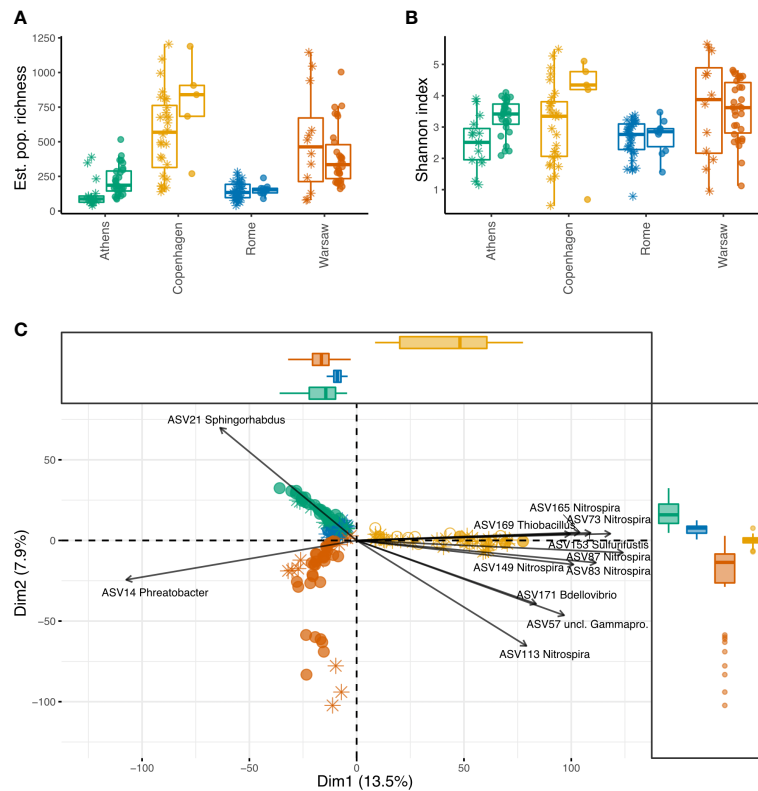 A
B
1250
1000
750
500
250
0
Est. pop. richness
Athens
Copenhagen
Rome
Warsaw
5
4
3
2
1
Shannon index
Athens
Copenhagen
Rome
Warsaw
C
ASV21 Sphingorhabdus
ASV165 Nitrospira
ASV169 Thiobacillus
ASV73 Nitrospira
ASV153 Sulfuritustis
ASV87 Nitrospira
ASV149 Nitrospira
ASV83 Nitrospira
ASV14 Phreatobacter
ASV171 Bdellovibrio
ASV57 uncl. Gammapro.
ASV113 Nitrospira
50
0
−50
−100
Dim2 (7.9%)
−100
−50
0
50
100
Dim1 (13.5%)